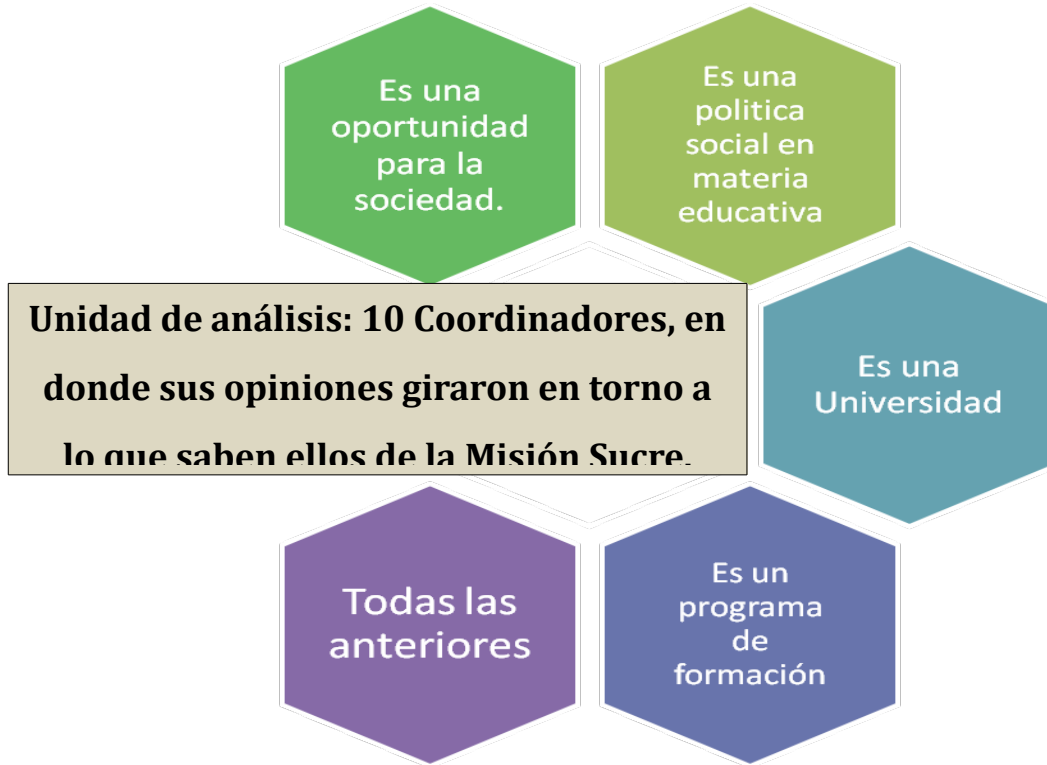 Es una
oportunidad
para la
sociedad.
Es una
politica
social en
materia
educativa
Unidad de análisis: 10 Coordinadores, en
donde sus opiniones giraron en torno a
lo que saben ellos de la Misión Sucre.
Es una
Universidad
Todas las
anteriores
Es un
programa
de
formación